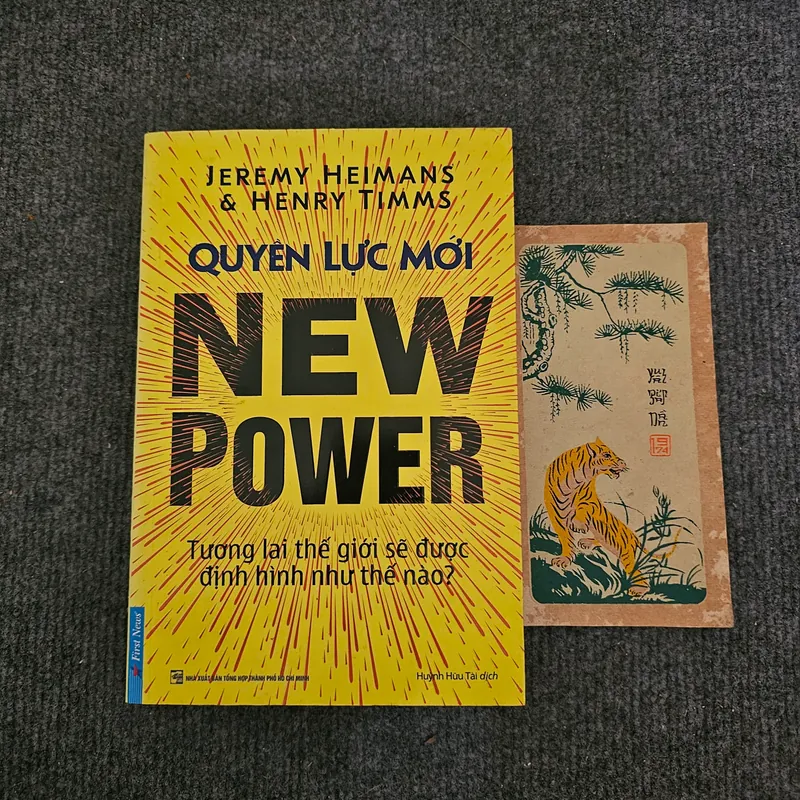 JEREMY HEIMANS
& HENRY TIMMS
QUYỀN LỰC MỚI
NEW
POWER
Tương lai thế giới sẽ được
định hình như thế nào?
First News
NHÀ XUẤT BẢN TỔNG HỢP THÀNH PHỐ HỒ CHÍ MINH
Huỳnh Hữu Tài dịch
1974